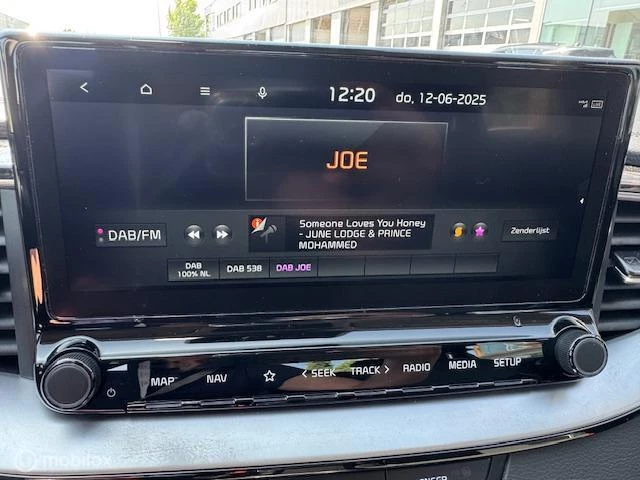 12:20 do, 12-06-2025
JOE
DAB/FM
Someone Loves You Honey
- JUNE LODGE & PRINCE
MOHAMMED
Zenderlijst
DAB
100% NL
DAB 538
DAB JOE
MAP NAV < SEEK TRACK > RADIO MEDIA SETUP
mobilox